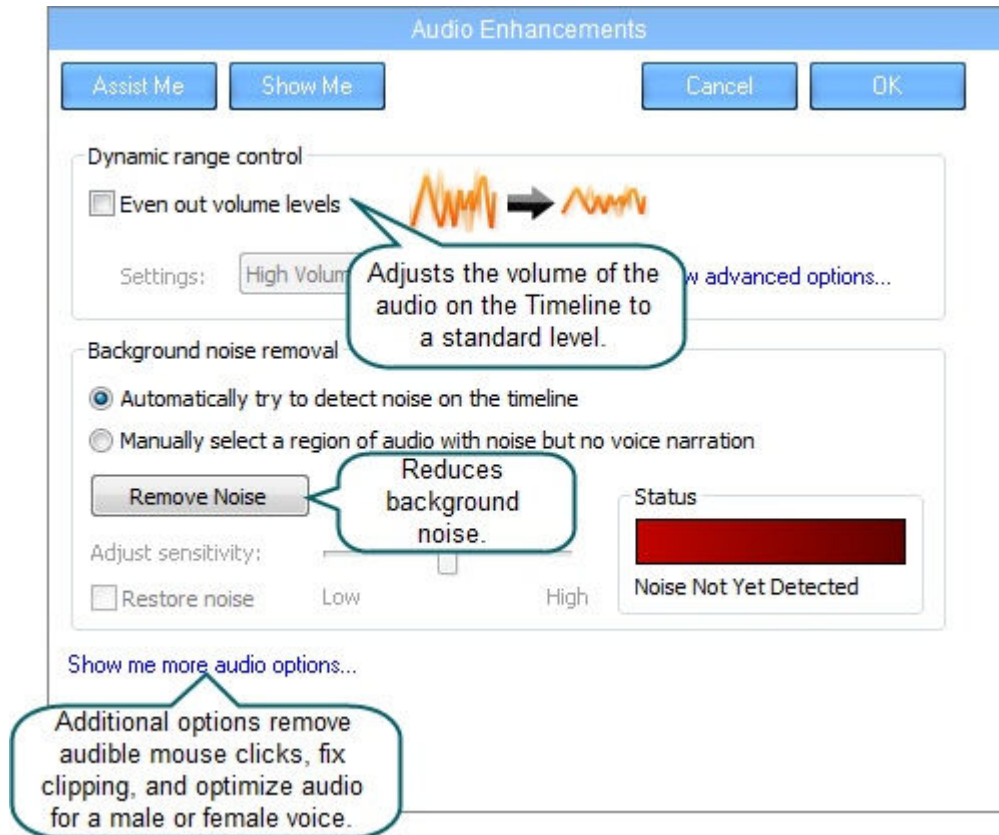 Audio Enhancements
Assist Me
Show Me
Cancel
OK
Dynamic range control
Even out volume levels
Settings:
High Volum
Adjusts the volume of the
audio on the Timeline to
a standard level.
advanced options...
Background noise removal
Automatically try to detect noise on the timeline
Manually select a region of audio with noise but no voice narration
Remove Noise
Reduces
background
noise.
Status
Adjust sensitivity:
Noise Not Yet Detected
Restore noise
Low
High
Show me more audio options...
Additional options remove
audible mouse clicks, fix
clipping, and optimize audio
for a male or female voice.